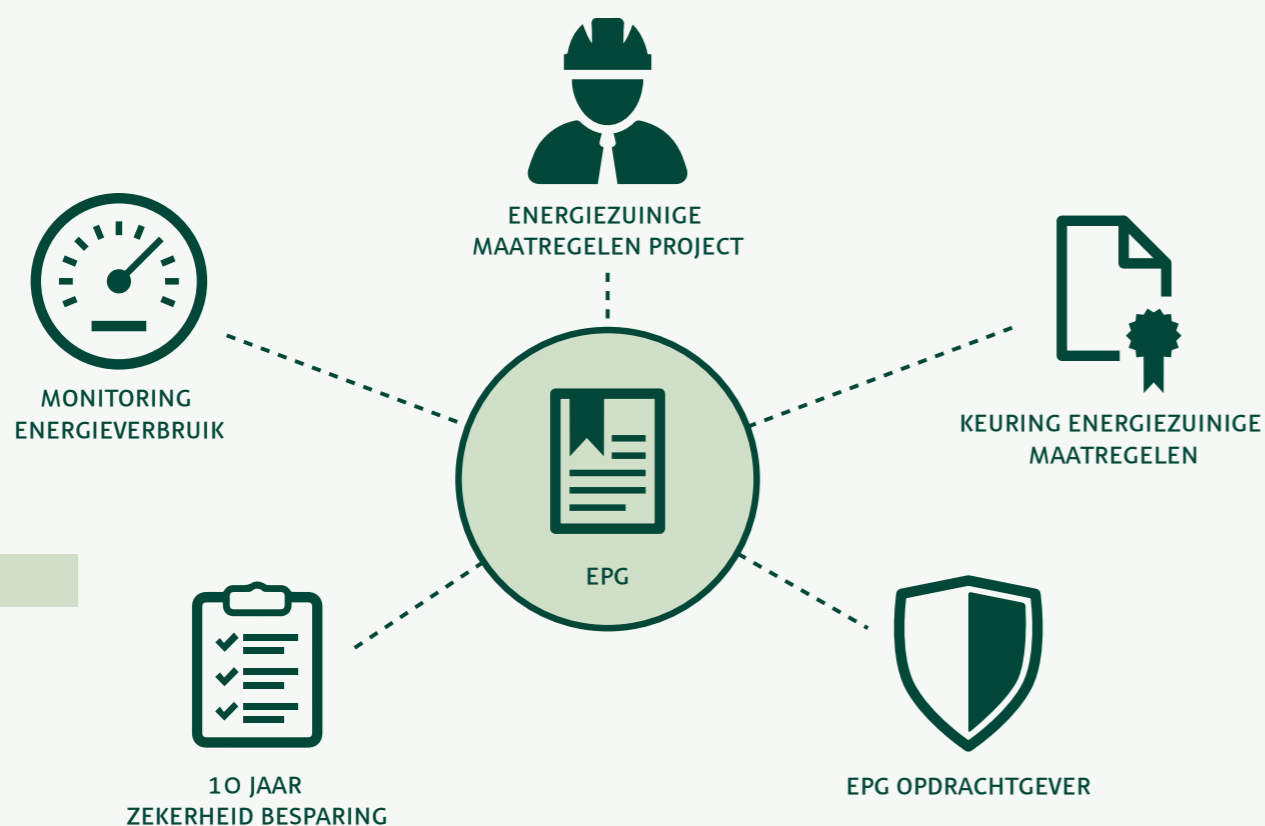 ENERGIEZUINIGE
MAATREGELEN PROJECT
MONITORING
ENERGIEVERBRUIK
KEURING ENERGIEZUINIGE
MAATREGELEN
EPG
10 JAAR
ZEKERHEID BESPARING
EPG OPDRACHTGEVER